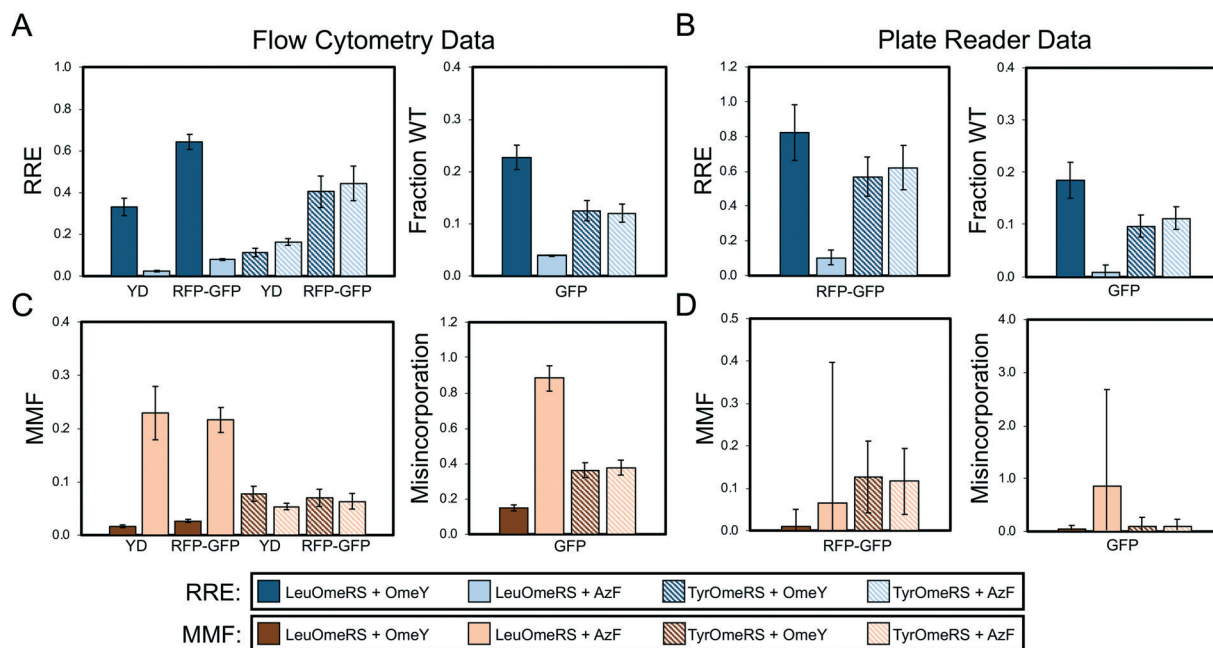 A
Flow Cytometry Data
B
Plate Reader Data
RRE
1.0
0.8
0.6
0.4
0.2
0.0
YD
RFP-GFP
YD
RFP-GFP
Fraction WT
0.4
0.3
0.2
0.1
0.0
GFP
RRE
1.2
1.0
0.8
0.6
0.4
0.2
0.0
RFP-GFP
Fraction WT
0.4
0.3
0.2
0.1
0.0
GFP
C
MMF
0.4
0.3
0.2
0.1
0.0
YD
RFP-GFP
YD
RFP-GFP
Misincorporation
1.2
1.0
0.8
0.6
0.4
0.2
0.0
GFP
D
MMF
0.5
0.4
0.3
0.2
0.1
0.0
RFP-GFP
Misincorporation
4.0
3.0
2.0
1.0
0.0
GFP
RRE: LeuOmeRS + OmeY LeuOmeRS + AzF TyrOmeRS + OmeY TyrOmeRS + AzF
MMF: LeuOmeRS + OmeY LeuOmeRS + AzF TyrOmeRS + OmeY TyrOmeRS + AzF